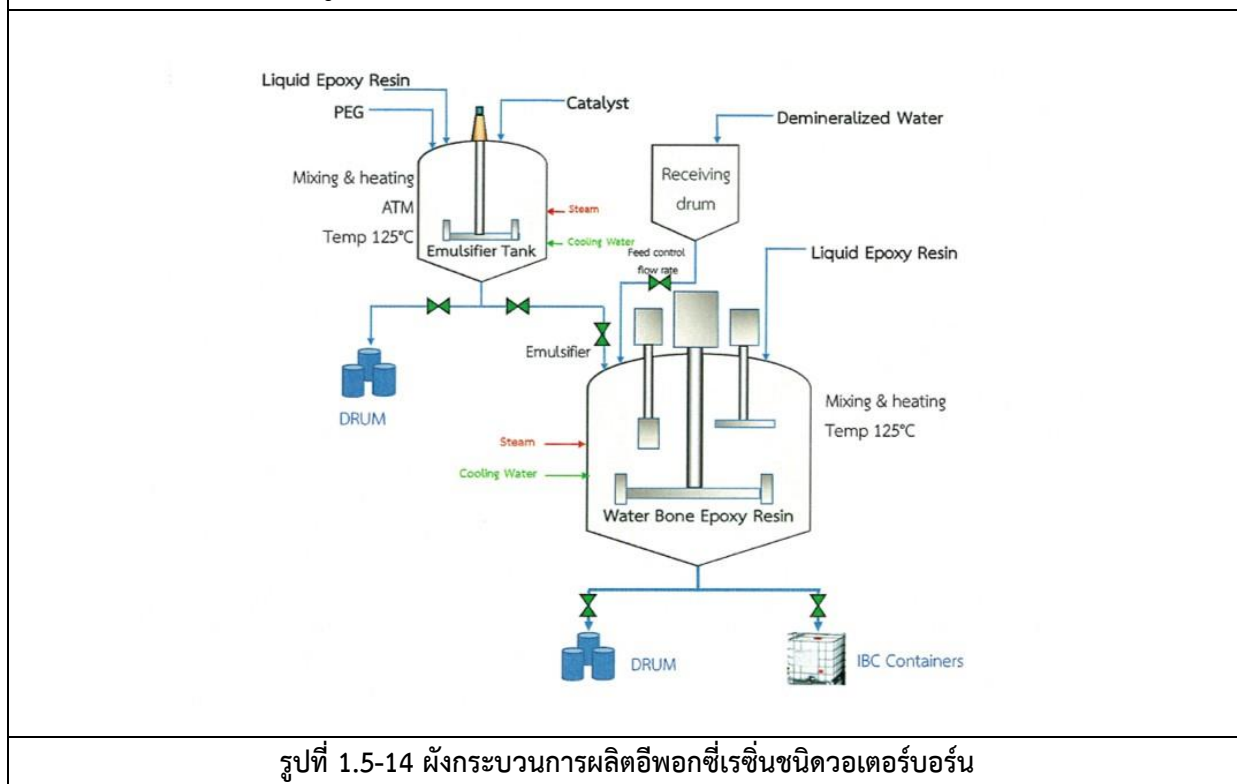 Liquid Epoxy Resin
PEG
Catalyst
Demineralized Water
Mixing & heating
ATM
Temp 125°C
Receiving
drum
Steam
Cooling Water
Emulsifier Tank
Feed control
flow rate
Liquid Epoxy Resin
Emulsifier
DRUM
Mixing & heating
Temp 125°C
Steam
Cooling Water
Water Bone Epoxy Resin
DRUM
IBC Containers
รูปที่ 1.5-14 ผังกระบวนการผลิตอีพอกซี่เรซิ่นชนิดวอเตอร์บอร์น